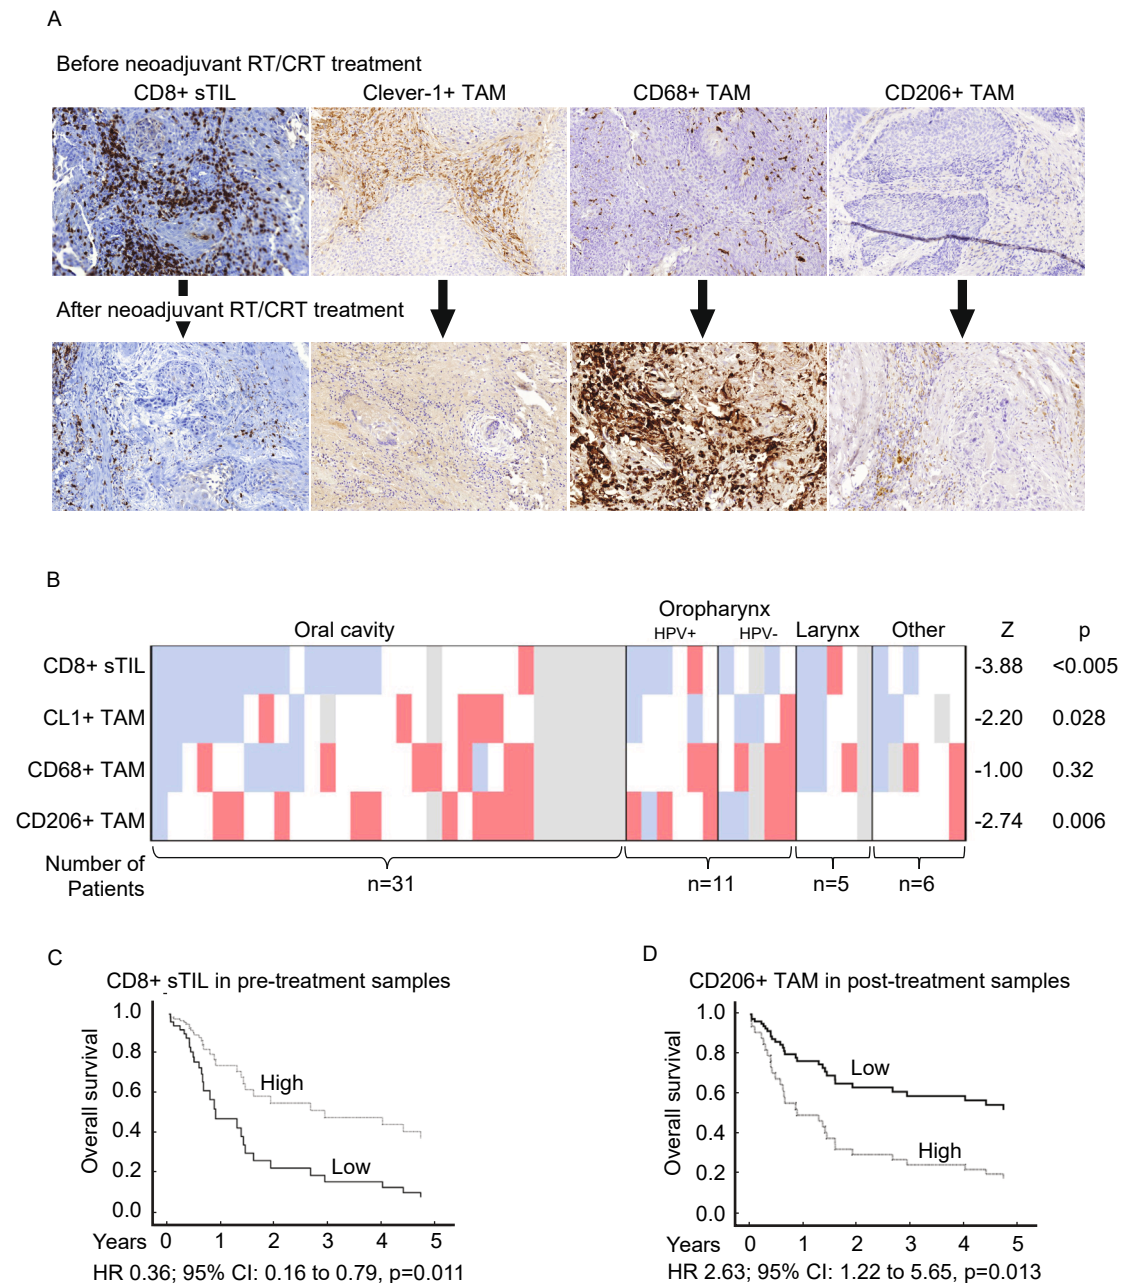 A
Before neoadjuvant RT/CRT treatment
CD8+ sTIL Clever-1+ TAM CD68+ TAM CD206+ TAM
After neoadjuvant RT/CRT treatment
B
Oral cavity Oropharynx Larynx Other Z p
HPV+ HPV-
CD8+ sTIL -3.88 <0.005
CL1+ TAM -2.20 0.028
CD68+ TAM -1.00 0.32
CD206+ TAM -2.74 0.006
Number of
Patients
n=31 n=11 n=5 n=6
C
CD8+ sTIL in pre-treatment samples
Overall survival
1.0
0.8
0.6
0.4
0.2
0.0
High
Low
Years 0 1 2 3 4 5
HR 0.36; 95% CI: 0.16 to 0.79, p=0.011
D
CD206+ TAM in post-treatment samples
Overall survival
1.0
0.8
0.6
0.4
0.2
0.0
Low
High
Years 0 1 2 3 4 5
HR 2.63; 95% CI: 1.22 to 5.65, p=0.013